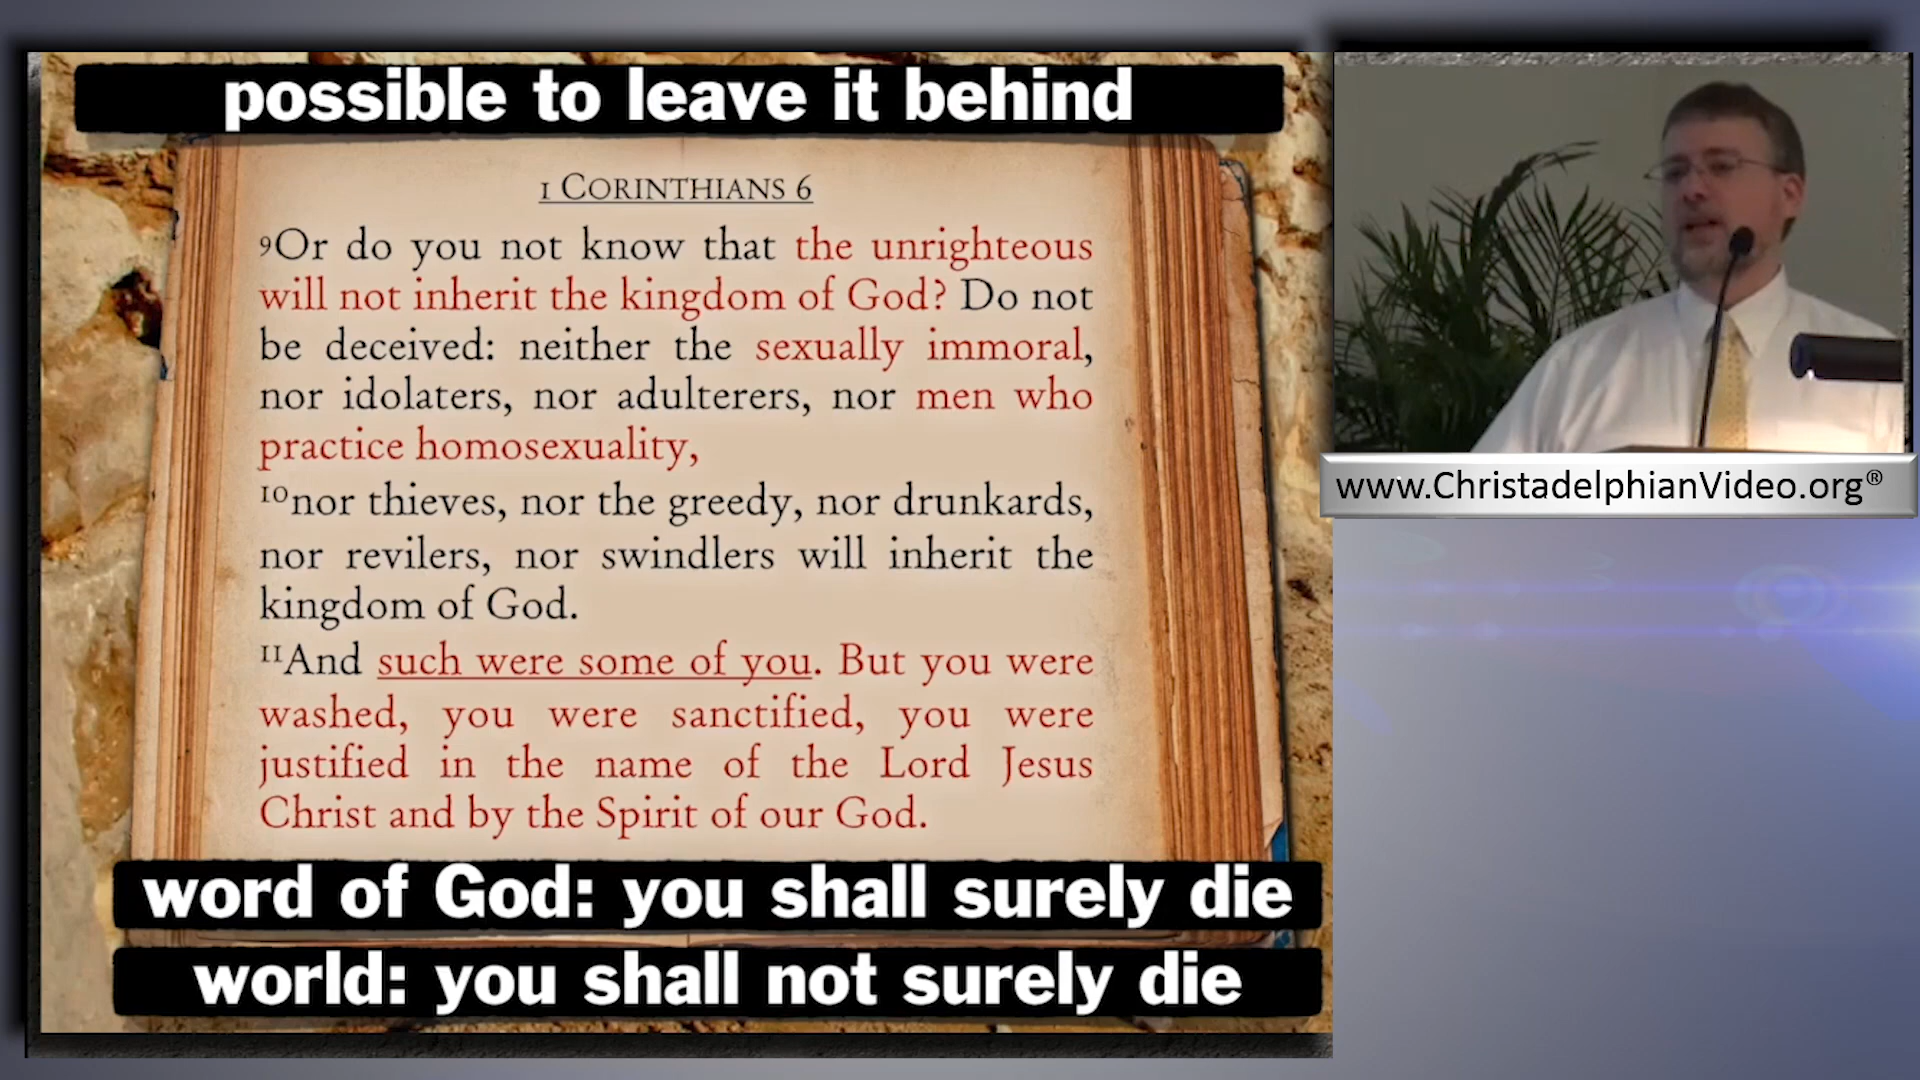 possible to leave it behind
1 CORINTHIANS 6
9Or do you not know that the unrighteous
will not inherit the kingdom of God? Do not
be deceived: neither the sexually immoral,
nor idolaters, nor adulterers, nor men who
practice homosexuality,
10nor thieves, nor the greedy, nor drunkards,
nor revilers, nor swindlers will inherit the
kingdom of God.
11And such were some of you. But you were
washed, you were sanctified, you were
justified in the name of the Lord Jesus
Christ and by the Spirit of our God.
word of God: you shall surely die
world: you shall not surely die
www.ChristadelphianVideo.org®